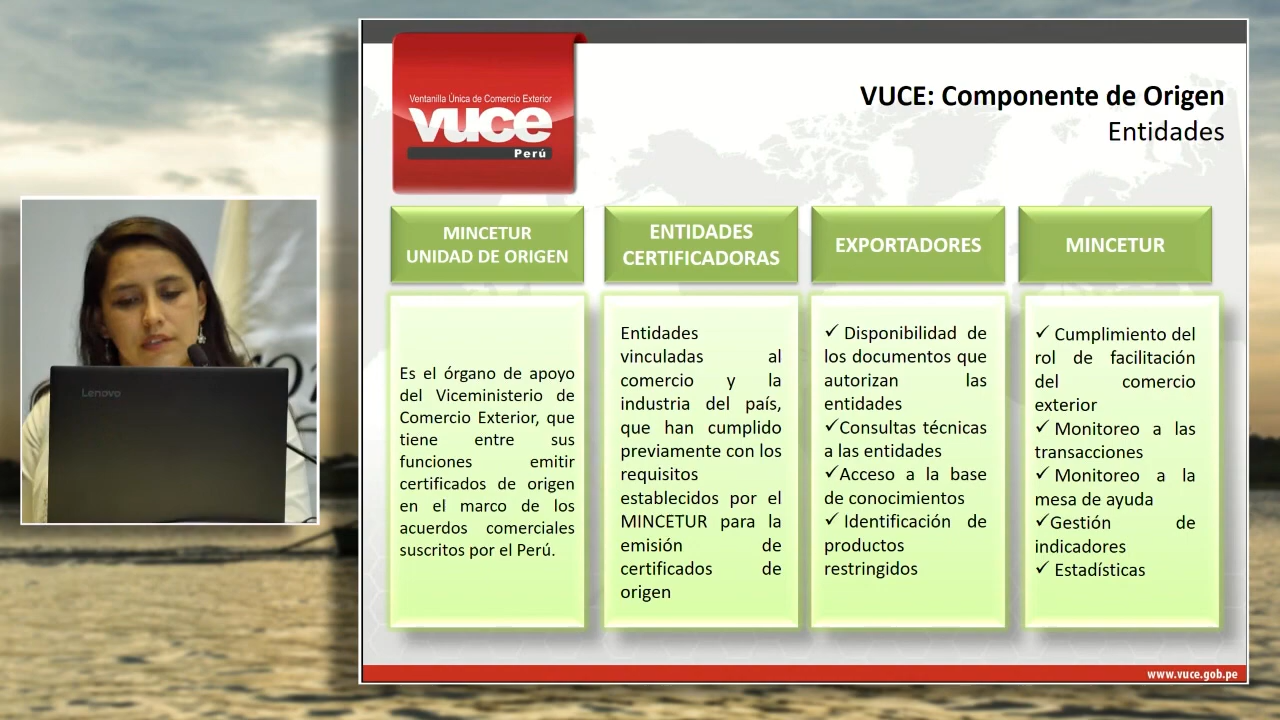 Ventanilla Única de Comercio Exterior
vuce
Perú
VUCE: Componente de Origen
Entidades
MINCETUR
UNIDAD DE ORIGEN
Es el órgano de apoyo
del Viceministerio de
Comercio Exterior, que
tiene entre sus
funciones emitir
certificados de origen
en el marco de los
acuerdos comerciales
suscritos por el Perú.
ENTIDADES
CERTIFICADORAS
Entidades
vinculadas al
comercio y la
industria del país,
que han cumplido
previamente con los
requisitos
establecidos por el
MINCETUR para la
emisión de
certificados de
origen
EXPORTADORES
✓ Disponibilidad de
los documentos que
autorizan las
entidades
✓Consultas técnicas
a las entidades
✓Acceso a la base
de conocimientos
✓ Identificación de
productos
restringidos
MINCETUR
✓ Cumplimiento del
rol de facilitación
del comercio
exterior
✓ Monitoreo a las
transacciones
✓ Monitoreo a la
mesa de ayuda
✓Gestión de
indicadores
✓ Estadísticas
www.vuce.gob.pe
Lenovo